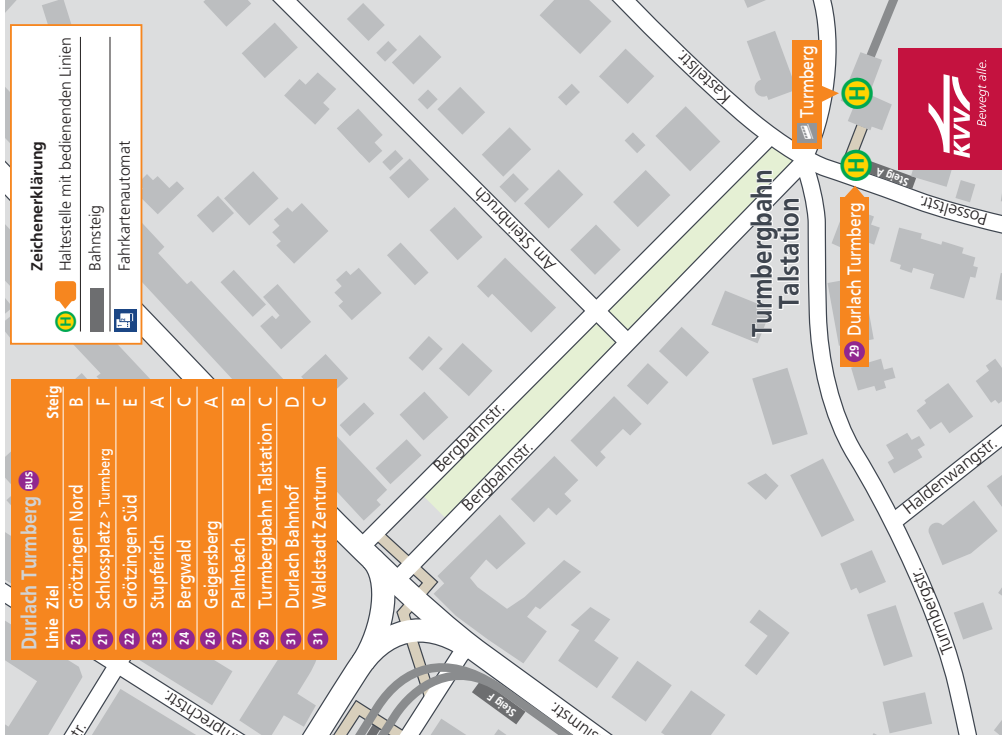 Zeichenerklärung
H Haltestelle mit bedienenden Linien
Bahnsteig
Fahrkartenautomat
Durlach Turmberg BUS
Linie Ziel Steig
21 Grötzingen Nord B
21 Schlossplatz > Turmberg F
22 Grötzingen Süd E
23 Stupferich A
24 Bergwald C
26 Geigersberg A
27 Palmbach B
29 Turmbergbahn Talstation C
31 Durlach Bahnhof D
31 Waldstadt Zentrum C
Kastellstr.
Am Steinbruch
Bergbahnstr.
Bergbahnstr.
Turmbergbahn
Talstation
Turmberg
H
H
Steig A
Posseltstr.
29 Durlach Turmberg
Haldenwangstr.
Turmbergstr.
Steig F
KVV
Bewegt alle.